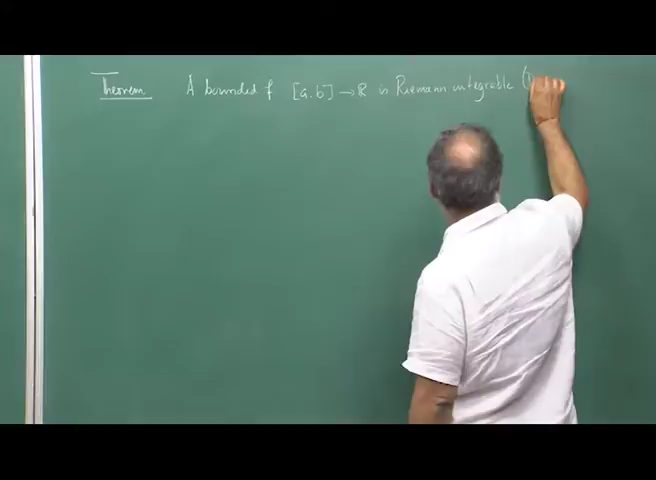 Theorem A bounded f [a.b] → R is Riemann integrable (